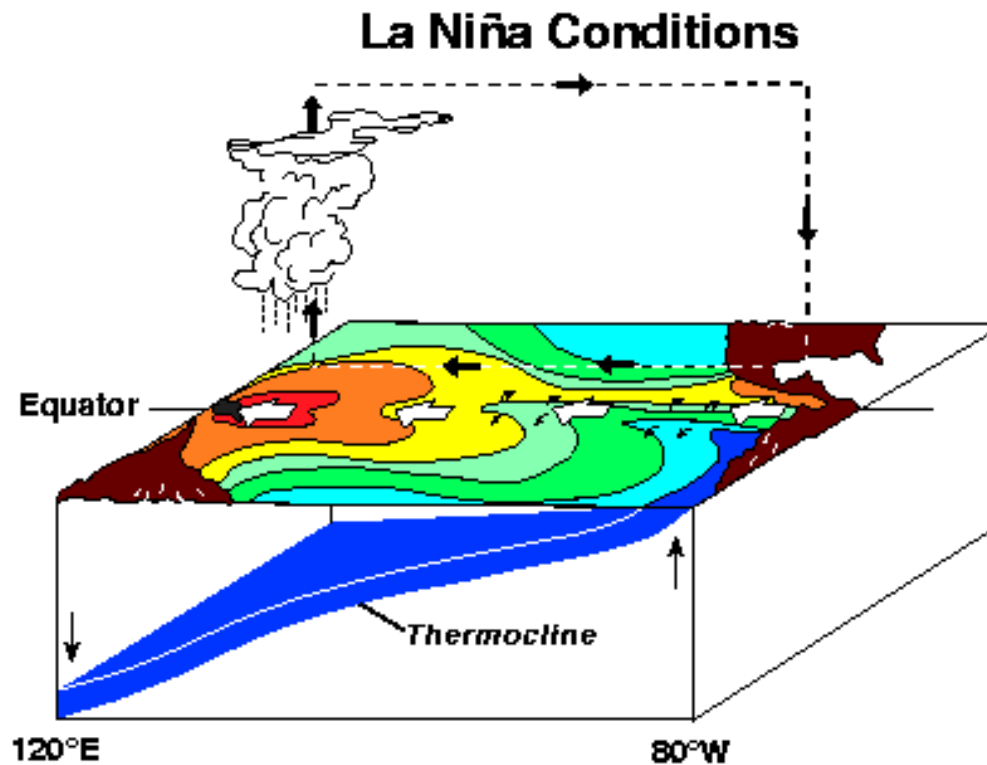 La Niña Conditions
Equator
Thermocline
120°E
80°W